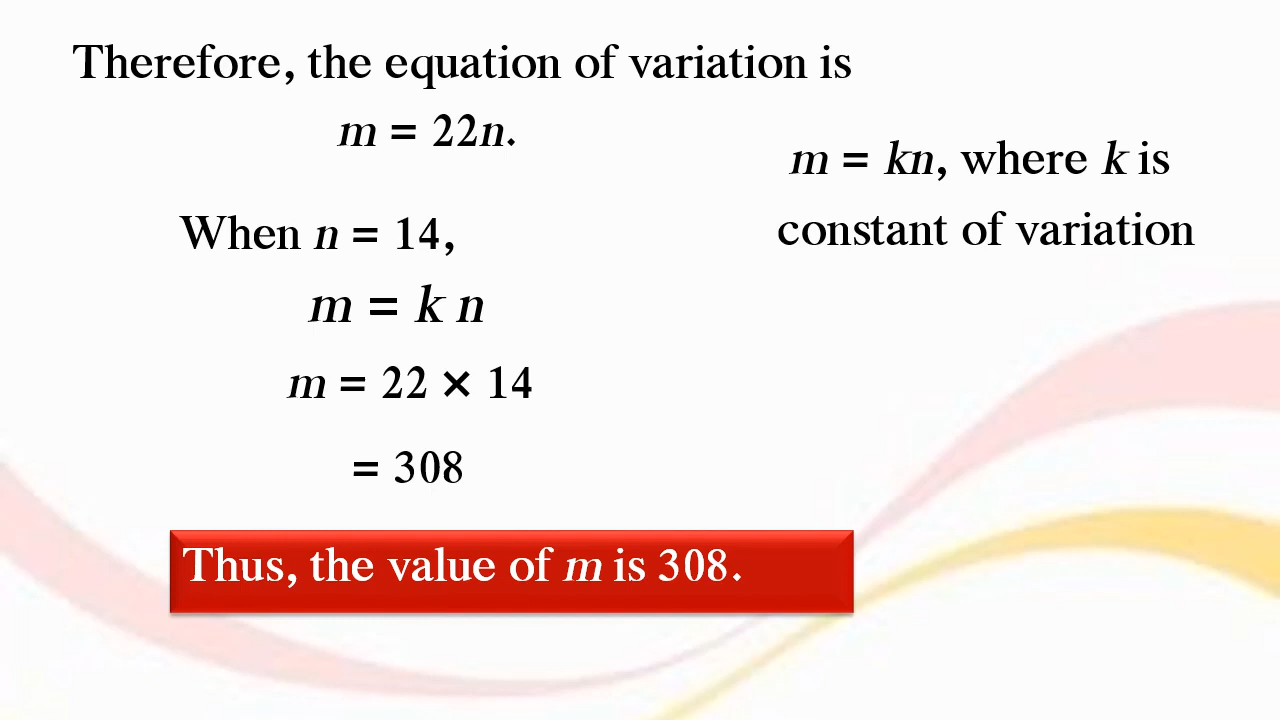 Therefore, the equation of variation is
m = 22n.
m = kn, where k is
constant of variation
When n = 14,
m = k n
m = 22 × 14
= 308
Thus, the value of m is 308.